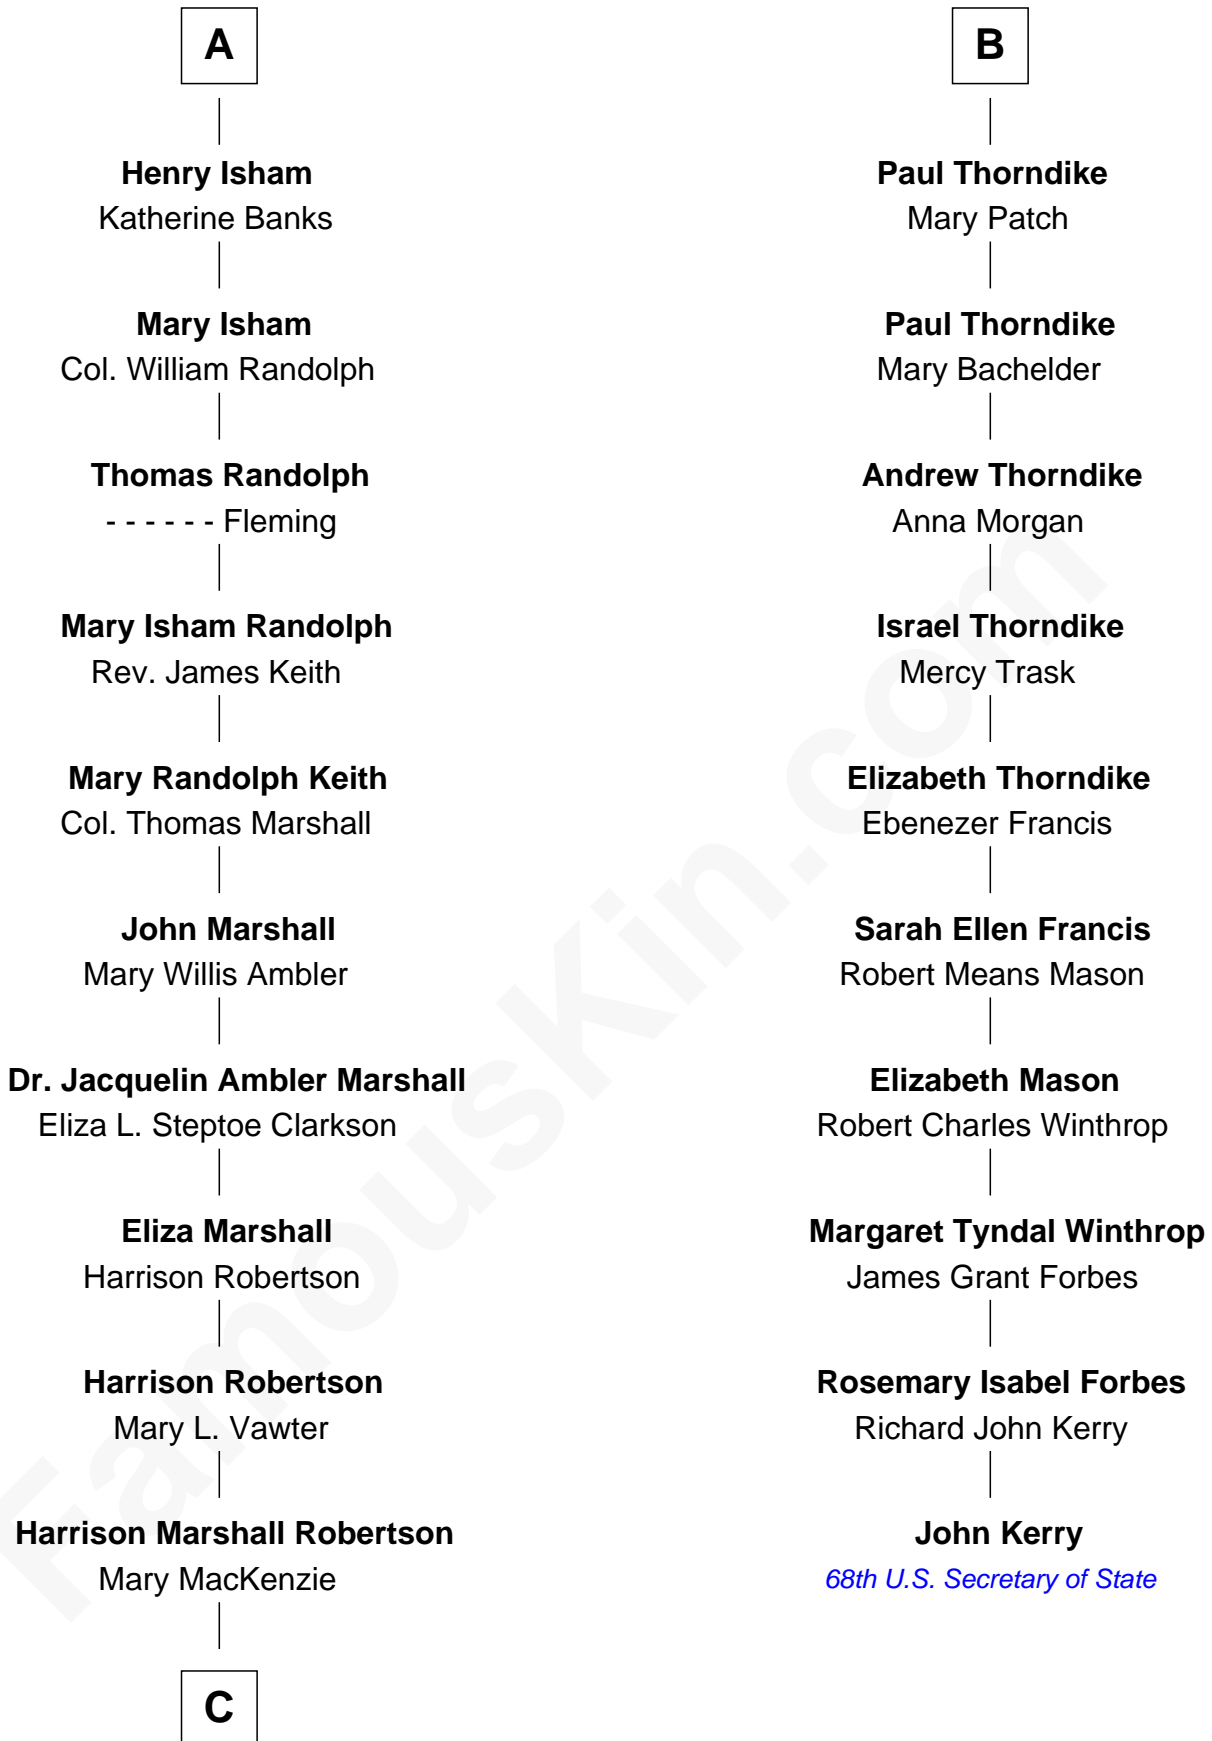 A
Henry Isham
Katherine Banks
Mary Isham
Col. William Randolph
Thomas Randolph
- - - - - - Fleming
Mary Isham Randolph
Rev. James Keith
Mary Randolph Keith
Col. Thomas Marshall
John Marshall
Mary Willis Ambler
Dr. Jacquelin Ambler Marshall
Eliza L. Steptoe Clarkson
Eliza Marshall
Harrison Robertson
Harrison Robertson
Mary L. Vawter
Harrison Marshall Robertson
Mary MacKenzie
C
B
Paul Thorndike
Mary Patch
Paul Thorndike
Mary Bachelder
Andrew Thorndike
Anna Morgan
Israel Thorndike
Mercy Trask
Elizabeth Thorndike
Ebenezer Francis
Sarah Ellen Francis
Robert Means Mason
Elizabeth Mason
Robert Charles Winthrop
Margaret Tyndal Winthrop
James Grant Forbes
Rosemary Isabel Forbes
Richard John Kerry
John Kerry
68th U.S. Secretary of State
FamousKin.com